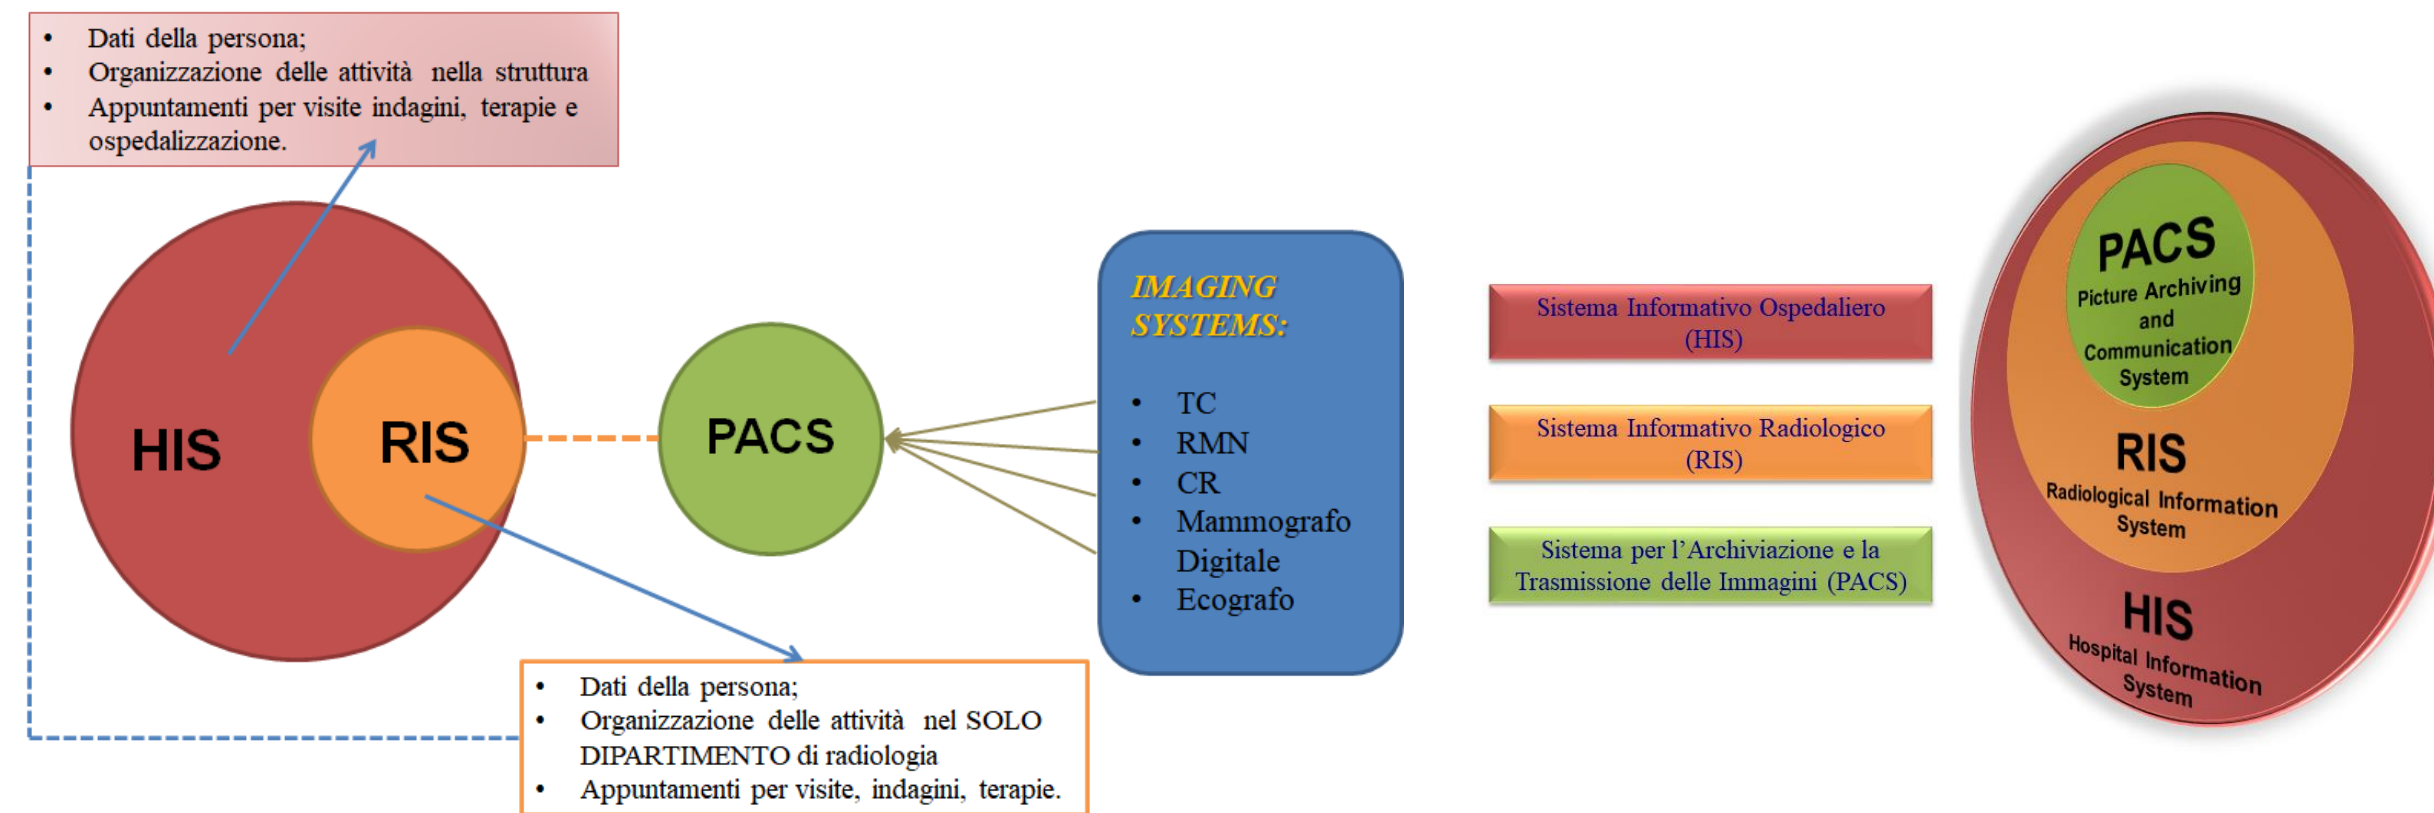 • Dati della persona;
• Organizzazione delle attività nella struttura
• Appuntamenti per visite indagini, terapie e
ospedalizzazione.
HIS
RIS
PACS
IMAGING
SYSTEMS:
• TC
• RMN
• CR
• Mammografo
Digitale
• Ecografo
• Dati della persona;
• Organizzazione delle attività nel SOLO
DIPARTIMENTO di radiologia
• Appuntamenti per visite, indagini, terapie.
Sistema Informativo Ospedaliero
(HIS)
Sistema Informativo Radiologico
(RIS)
Sistema per l’Archiviazione e la
Trasmissione delle Immagini (PACS)
PACS
Picture Archiving
and
Communication
System
RIS
Radiological Information
System
HIS
Hospital Information
System